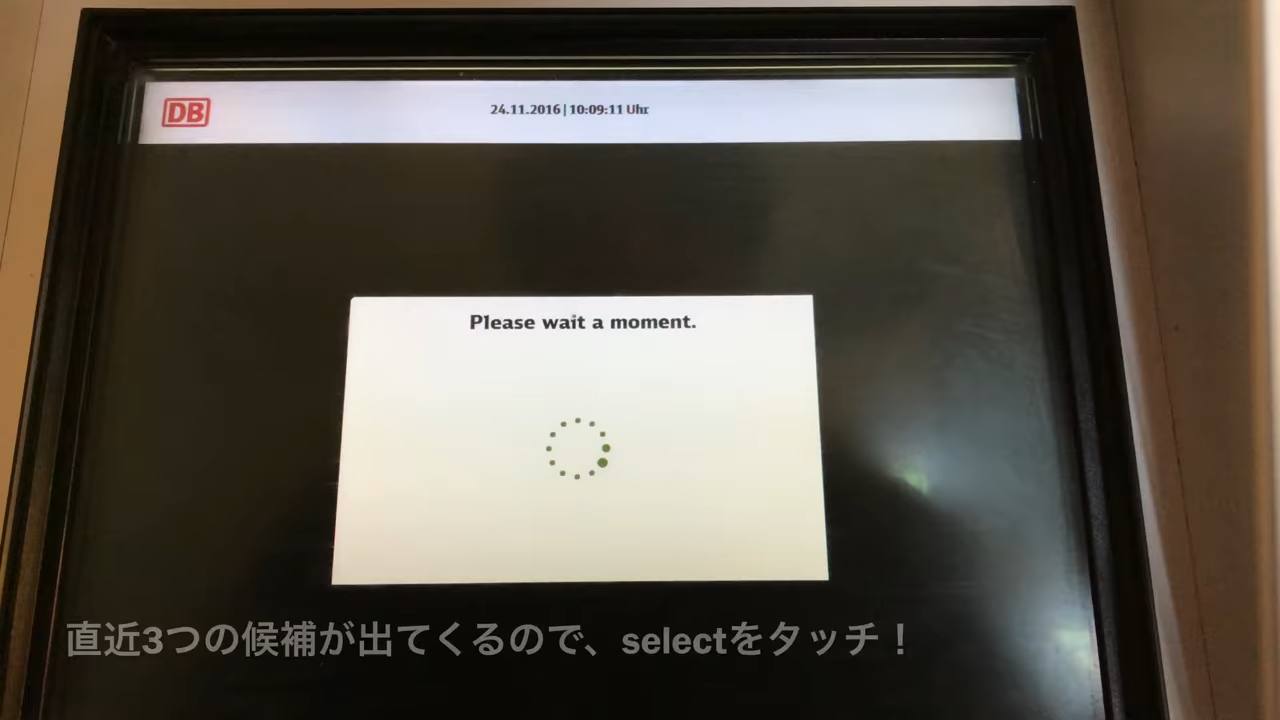 DB
24.11.2016 | 10:09:11 Uhr
Please wait a moment.
直近3つの候補が出てくるので、selectをタッチ！